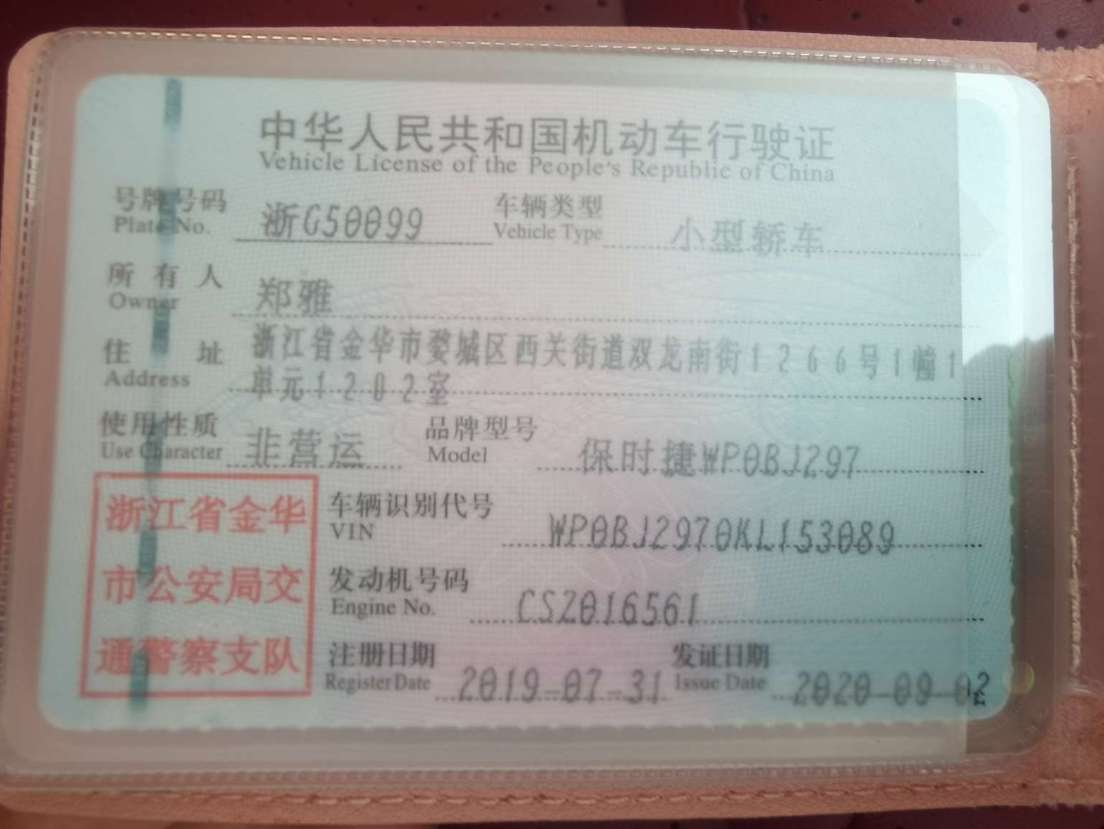 中华人民共和国机动车行驶证
Vehicle License of the People's Republic of China
号牌号码 浙G50099 车辆类型 小型轿车
Plate No. Vehicle Type
所有人 郑雅
Owner
住址 浙江省金华市婺城区西关街道双龙南街1266号1幢1
Address 单元1202室
使用性质 非营运 品牌型号 保时捷WP0BJ297
Use Character Model
浙江省金华
市公安局交
通警察支队
车辆识别代号 WP0BJ2970KL153089
VIN
发动机号码 CSZ016561
Engine No.
注册日期 2019-07-31 发证日期 2020-09-02
Register Date Issue Date